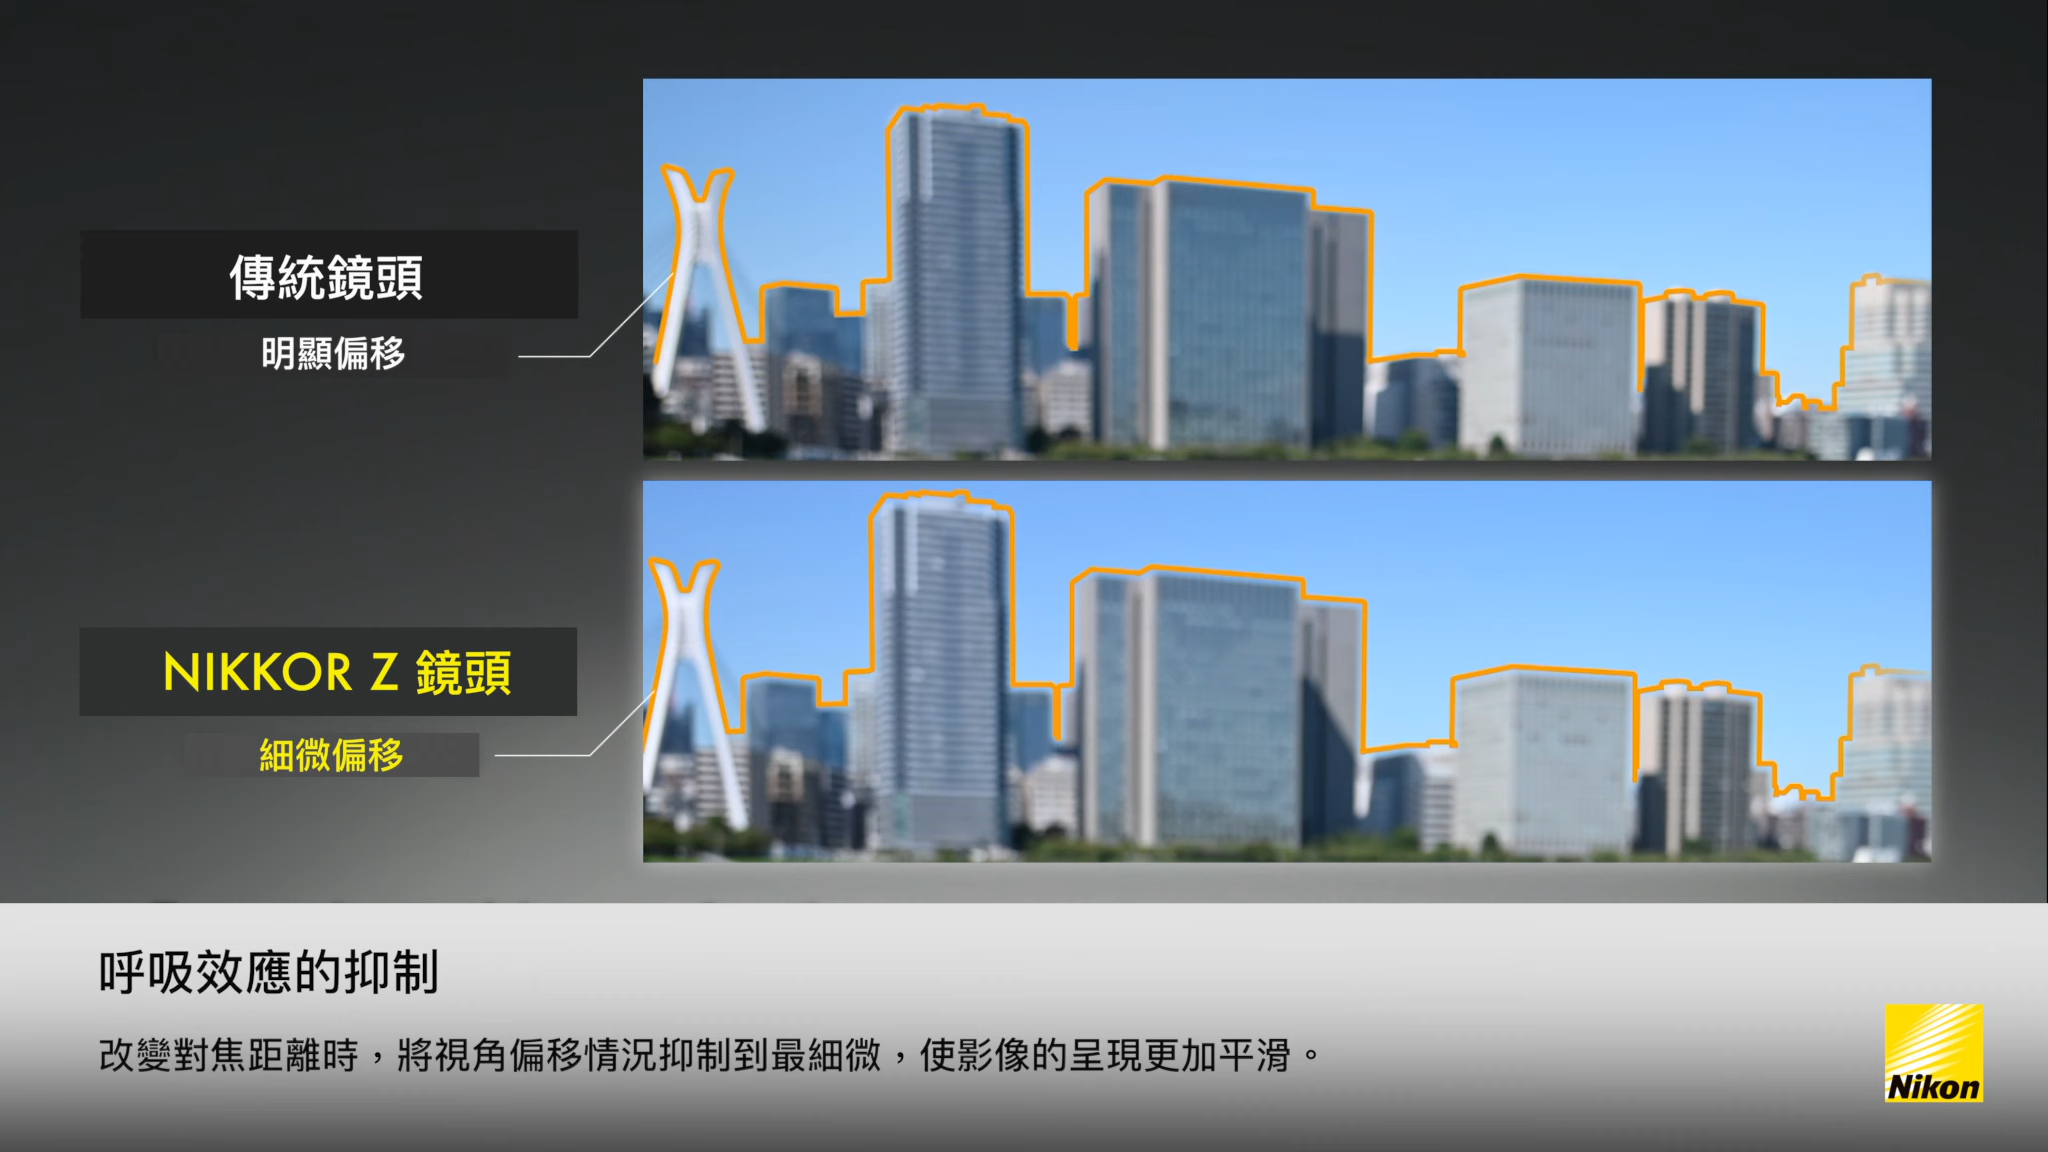 傳統鏡頭
明顯偏移
NIKKOR Z 鏡頭
細微偏移
呼吸效應的抑制
改變對焦距離時，將視角偏移情況抑制到最細微，使影像的呈現更加平滑。
Nikon